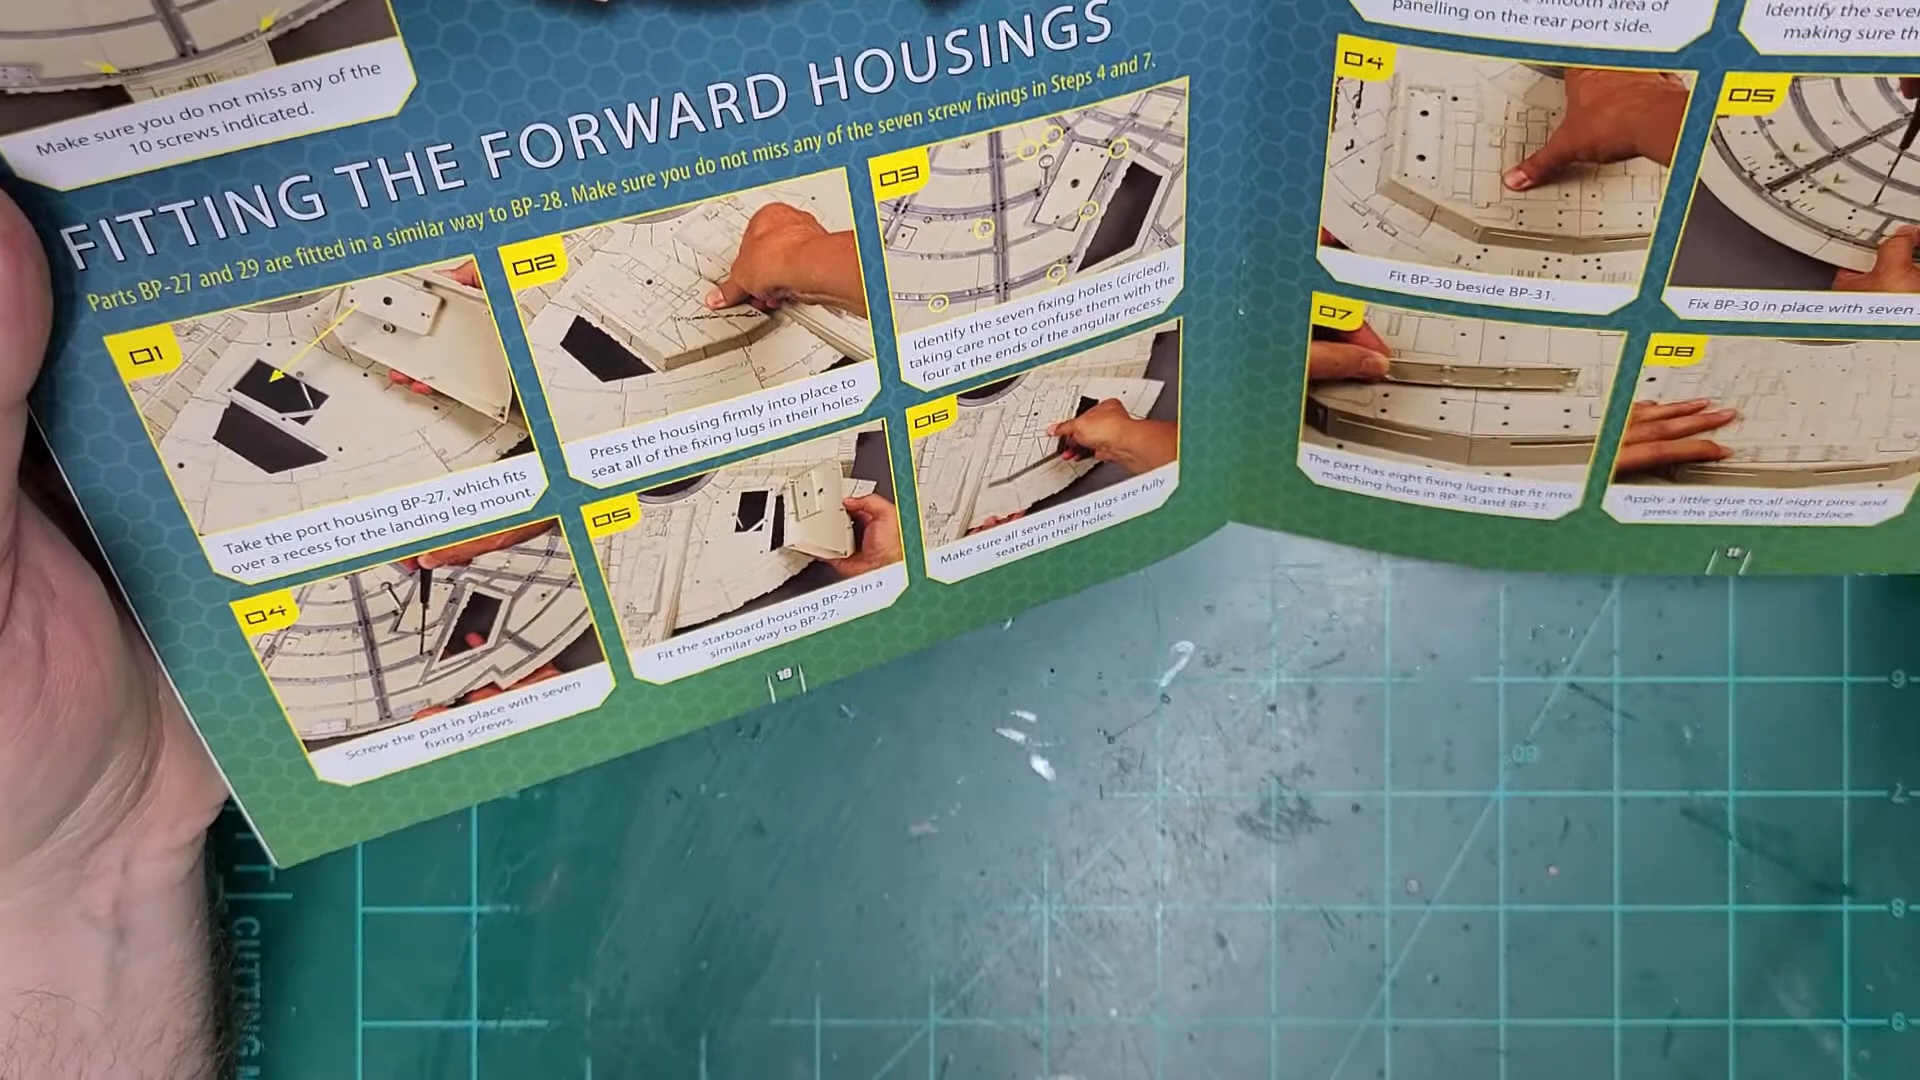 Make sure you do not miss any of the
10 screws indicated.
FITTING THE FORWARD HOUSINGS
Parts BP-27 and 29 are fitted in a similar way to BP-28. Make sure you do not miss any of the seven screw fixings in Steps 4 and 7.
01
Take the port housing BP-27, which fits
over a recess for the landing leg mount.
02
Press the housing firmly into place to
seat all of the fixing lugs in their holes.
03
Identify the seven fixing holes (circled),
taking care not to confuse them with the
four at the ends of the angular recess.
04
Screw the part in place with seven
fixing screws.
05
Fit the starboard housing BP-29 in a
similar way to BP-27.
06
Make sure all seven fixing lugs are fully
seated in their holes.
smooth area of
panelling on the rear port side.
Identify the seve
making sure th
04
Fit BP-30 beside BP-31.
05
Fix BP-30 in place with seven
07
The part has eight fixing lugs that fit into
matching holes in BP-30 and BP-31.
08
Apply a little glue to all eight pins and
press the part firmly into place.
CUTTING
60
9
7
8
6